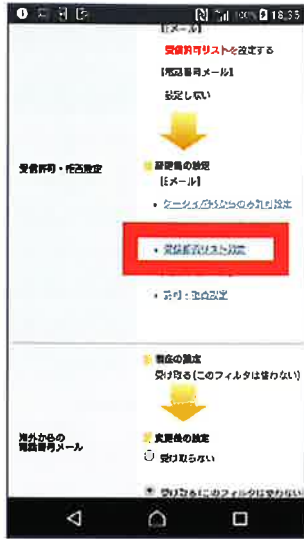 18:35
[Eメール]
受信許可リストを設定する
[電話番号メール]
設定しない
受信許可・拒否設定
変更後の設定
[Eメール]
ケータイ/PHSからのみ許可設定
受信許可リスト設定
許可・拒否設定
現在の設定
受け取る(このフィルタは使わない)
海外からの
電話番号メール
変更後の設定
受け取らない
受け取る(このフィルタは使わない